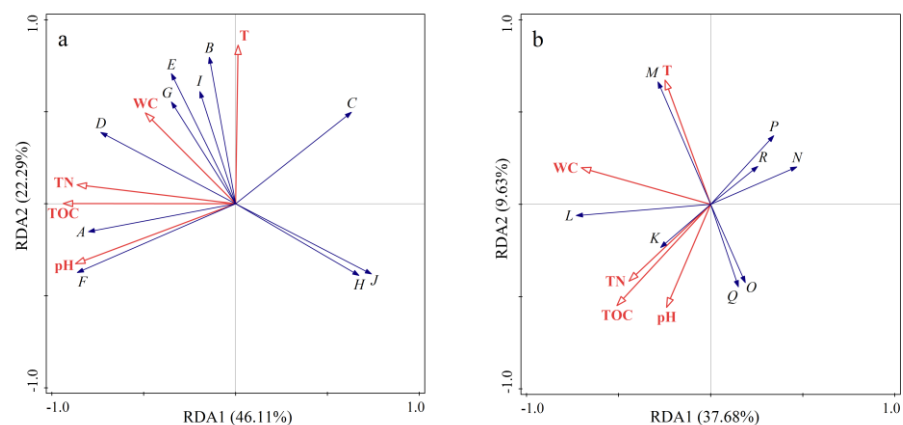 a
1.0
RDA2 (22.29%)
-1.0
-1.0
RDA1 (46.11%)
1.0
T
B
E
I
G
WC
C
D
TN
TOC
A
pH
F
H
J
b
1.0
RDA2 (9.63%)
-1.0
-1.0
RDA1 (37.68%)
1.0
M
T
P
R
N
WC
L
K
TN
TOC
pH
Q
O